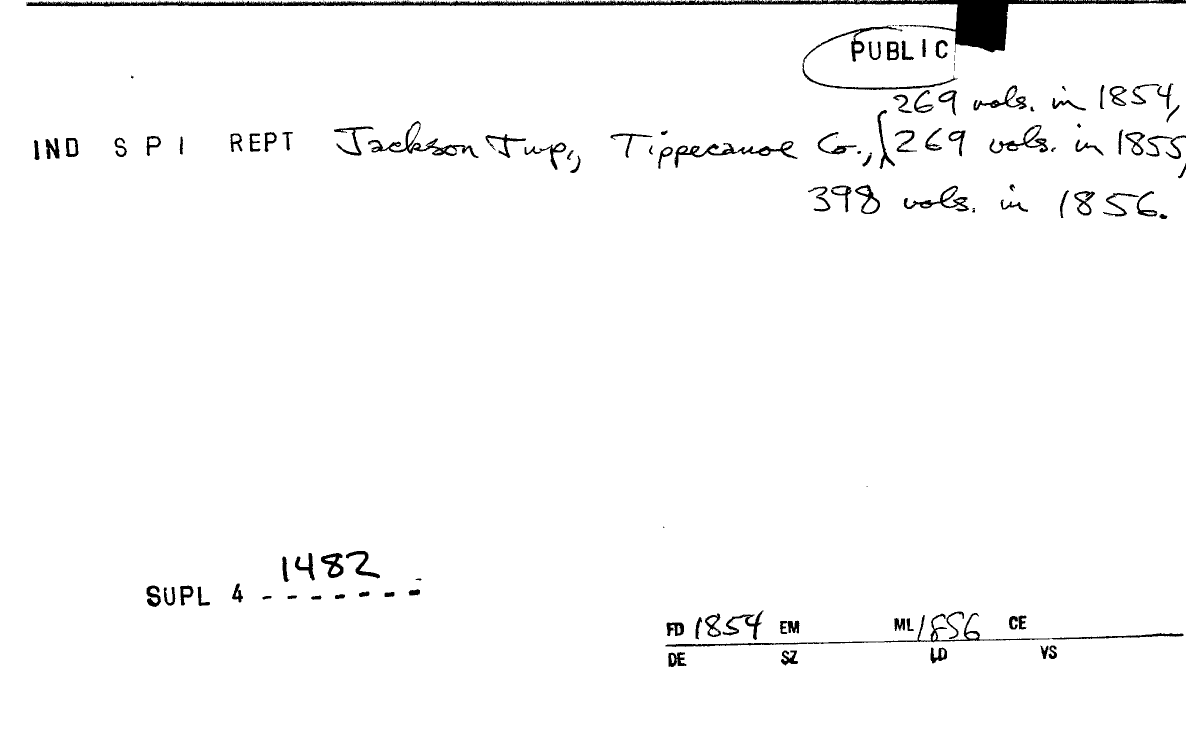 PUBLIC
269 vols. in 1854,
IND S P I REPT Jackson Twp., Tippecanoe Co., 269 vols. in 1855,
398 vols. in 1856.
1482
SUPL 4 - - - - - - -
FD 1854 EM ML 1856 CE
DE SZ LD VS